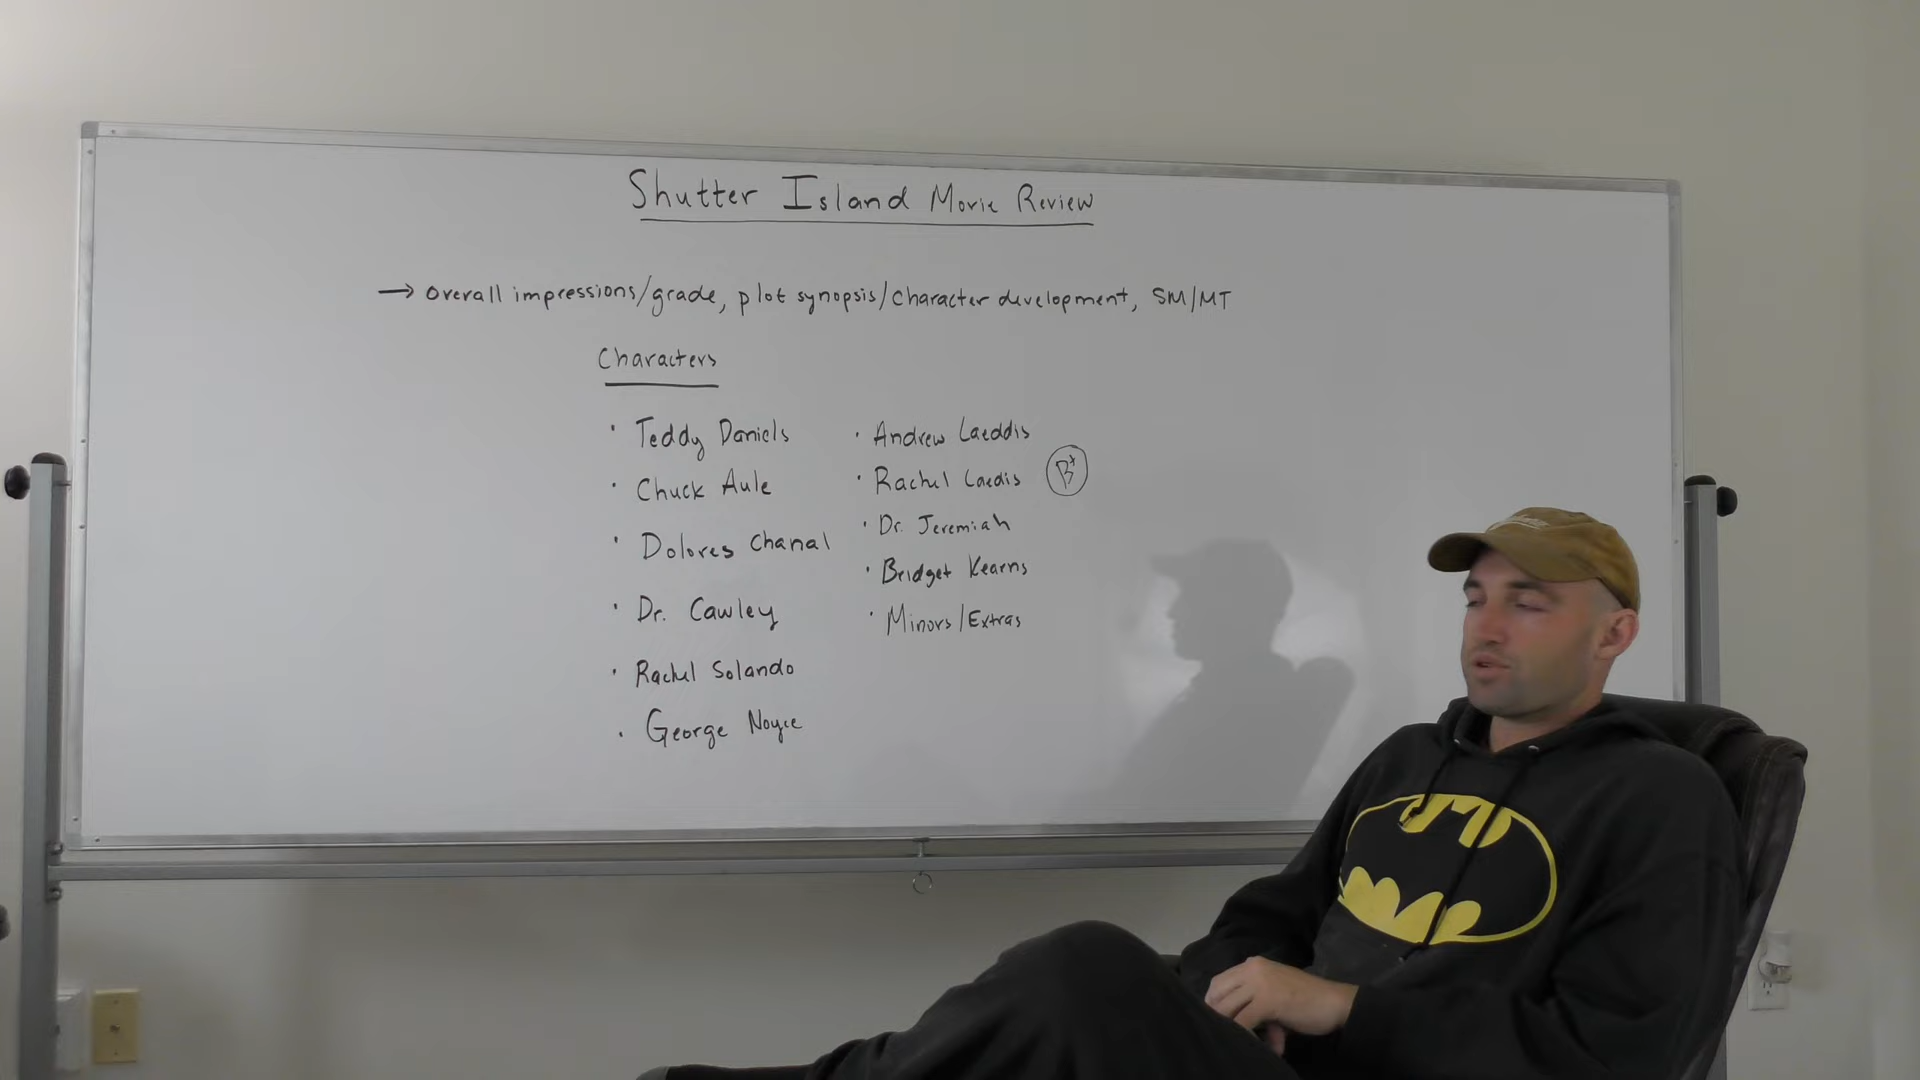 Shutter Island Movie Review
→ overall impressions/grade, plot synopsis/character development, SM/MT
Characters
· Teddy Daniels
· Chuck Aule
· Dolores Chanal
· Dr. Cawley
· Rachel Solando
· George Noyce
· Andrew Laeddis
· Rachel Laedis B+
· Dr. Jeremiah
· Bridget Kearns
· Minors/Extras